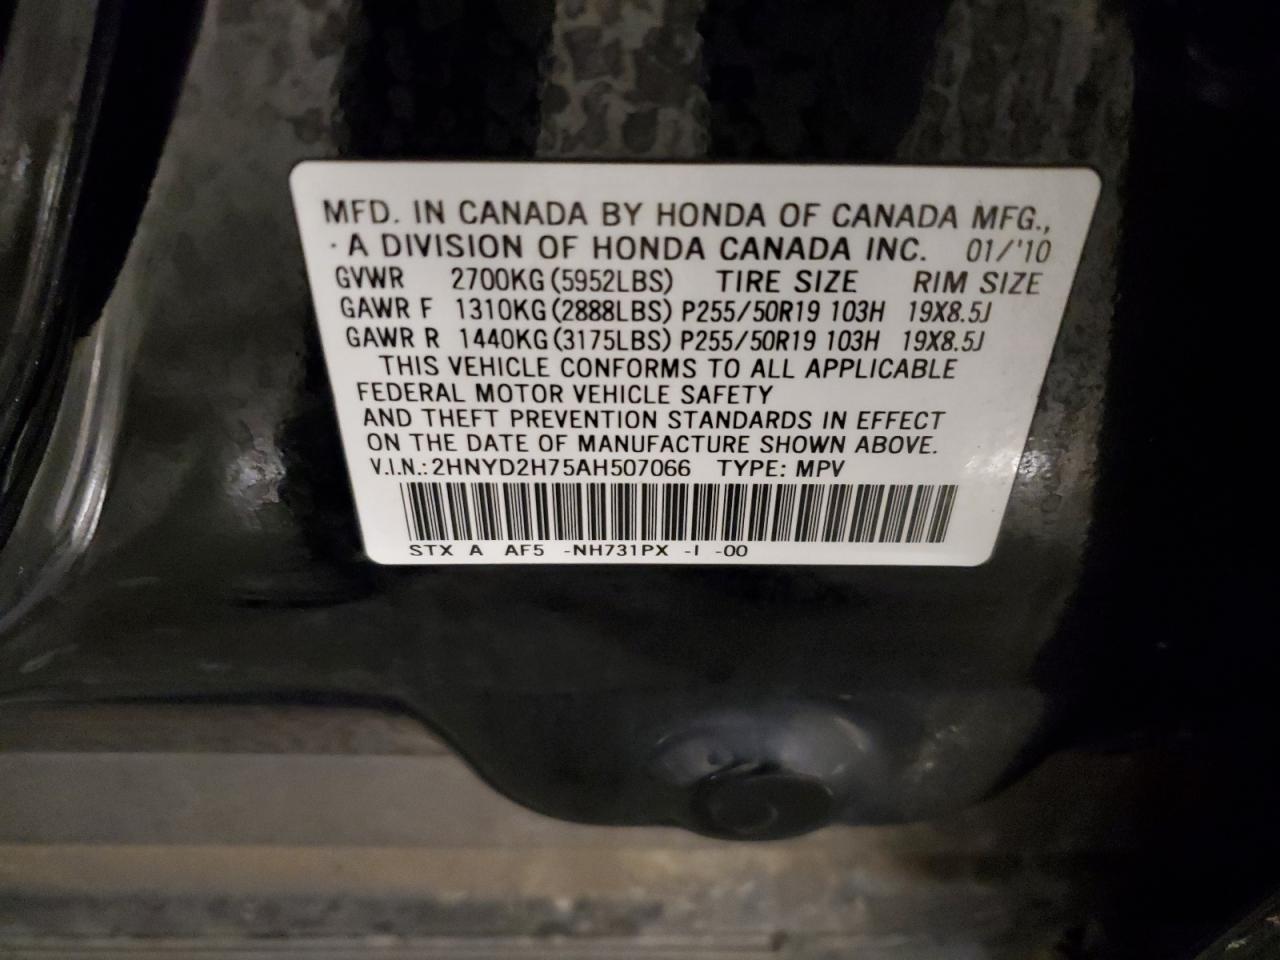 MFD. IN CANADA BY HONDA OF CANADA MFG.,
A DIVISION OF HONDA CANADA INC. 01/'10
GVWR 2700KG (5952LBS) TIRE SIZE RIM SIZE
GAWR F 1310KG (2888LBS) P255/50R19 103H 19X8.5J
GAWR R 1440KG (3175LBS) P255/50R19 103H 19X8.5J
THIS VEHICLE CONFORMS TO ALL APPLICABLE
FEDERAL MOTOR VEHICLE SAFETY
AND THEFT PREVENTION STANDARDS IN EFFECT
ON THE DATE OF MANUFACTURE SHOWN ABOVE.
V.I.N.: 2HNYD2H75AH507066 TYPE: MPV
STX A AF5 -NH731PX -I -00